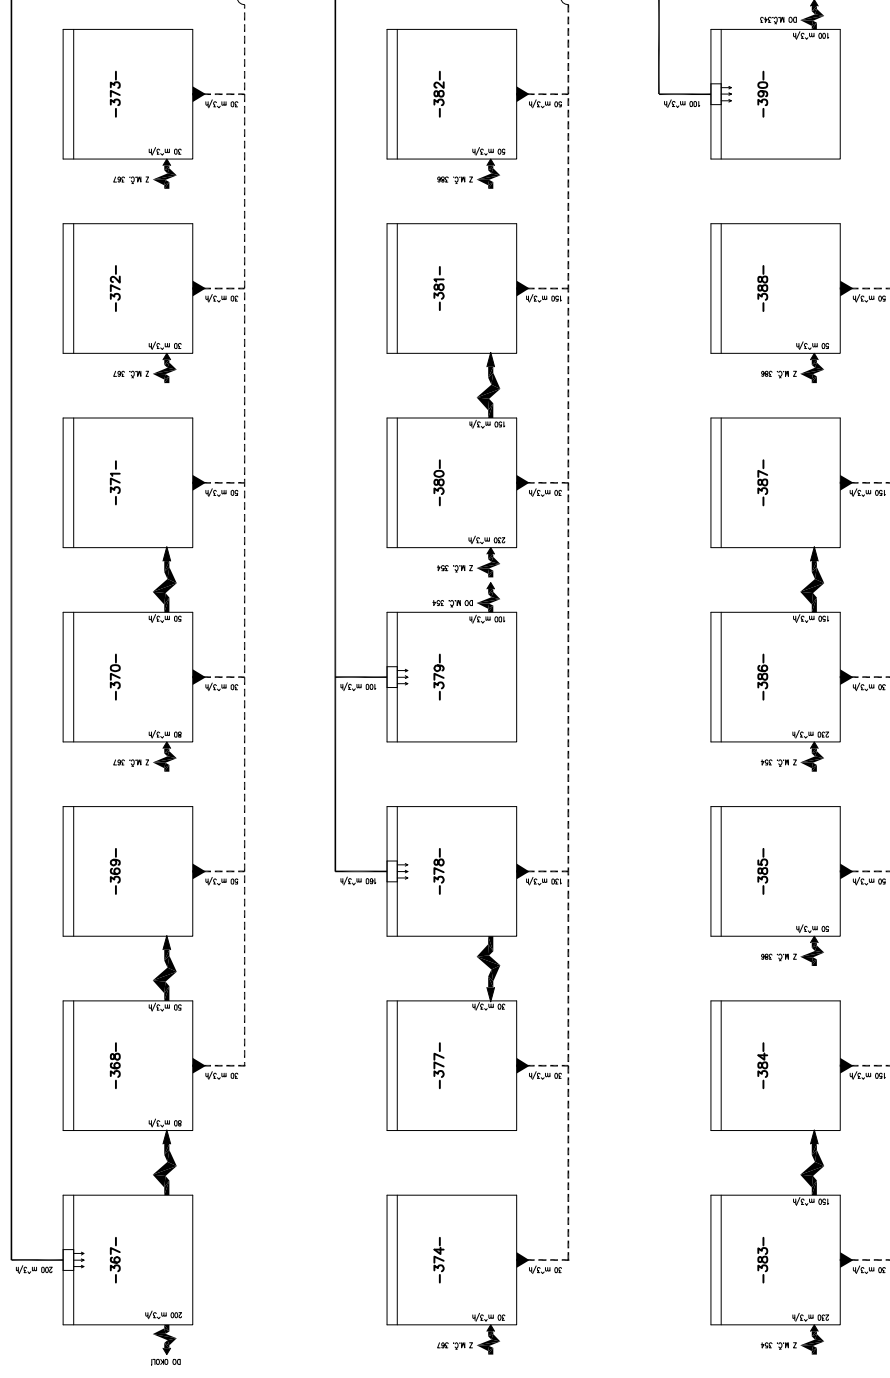 -373-
30 m^3/h
30 m^3/h
Z M.Č. 367
-372-
30 m^3/h
30 m^3/h
Z M.Č. 367
-371-
50 m^3/h
50 m^3/h
-370-
30 m^3/h
80 m^3/h
Z M.Č. 367
-369-
50 m^3/h
50 m^3/h
-368-
30 m^3/h
80 m^3/h
-367-
200 m^3/h
200 m^3/h
DO OKOLÍ
-382-
50 m^3/h
50 m^3/h
Z M.Č. 386
-381-
150 m^3/h
150 m^3/h
-380-
30 m^3/h
230 m^3/h
Z M.Č. 354
DO M.Č. 354
100 m^3/h
-379-
100 m^3/h
-378-
160 m^3/h
130 m^3/h
30 m^3/h
-377-
30 m^3/h
-374-
30 m^3/h
30 m^3/h
Z M.Č. 367
DO M.Č.343
100 m^3/h
-390-
100 m^3/h
-388-
50 m^3/h
50 m^3/h
Z M.Č. 386
-387-
150 m^3/h
150 m^3/h
-386-
30 m^3/h
230 m^3/h
Z M.Č. 354
-385-
50 m^3/h
50 m^3/h
Z M.Č. 386
-384-
150 m^3/h
150 m^3/h
-383-
30 m^3/h
230 m^3/h
Z M.Č. 354